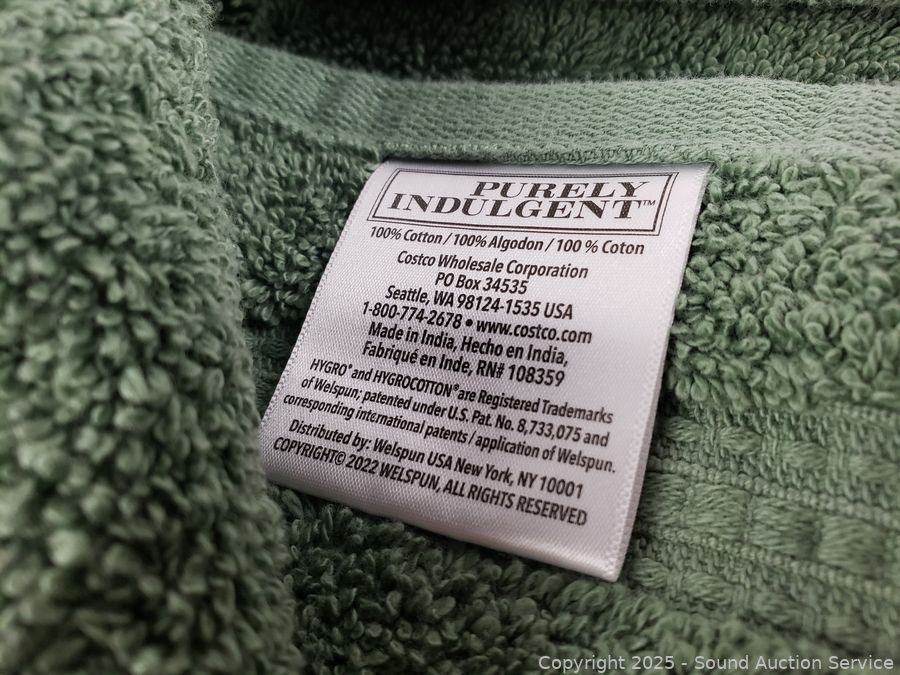 PURELY
INDULGENT™
100% Cotton / 100% Algodon / 100 % Coton
Costco Wholesale Corporation
PO Box 34535
Seattle, WA 98124-1535 USA
1-800-774-2678 • www.costco.com
Made in India, Hecho en India,
Fabriqué en Inde, RN# 108359
HYGRO® and HYGROCOTTON® are Registered Trademarks
of Welspun; patented under U.S. Pat. No. 8,733,075 and
corresponding international patents / application of Welspun.
Distributed by: Welspun USA New York, NY 10001
COPYRIGHT© 2022 WELSPUN, ALL RIGHTS RESERVED
Copyright 2025 - Sound Auction Service